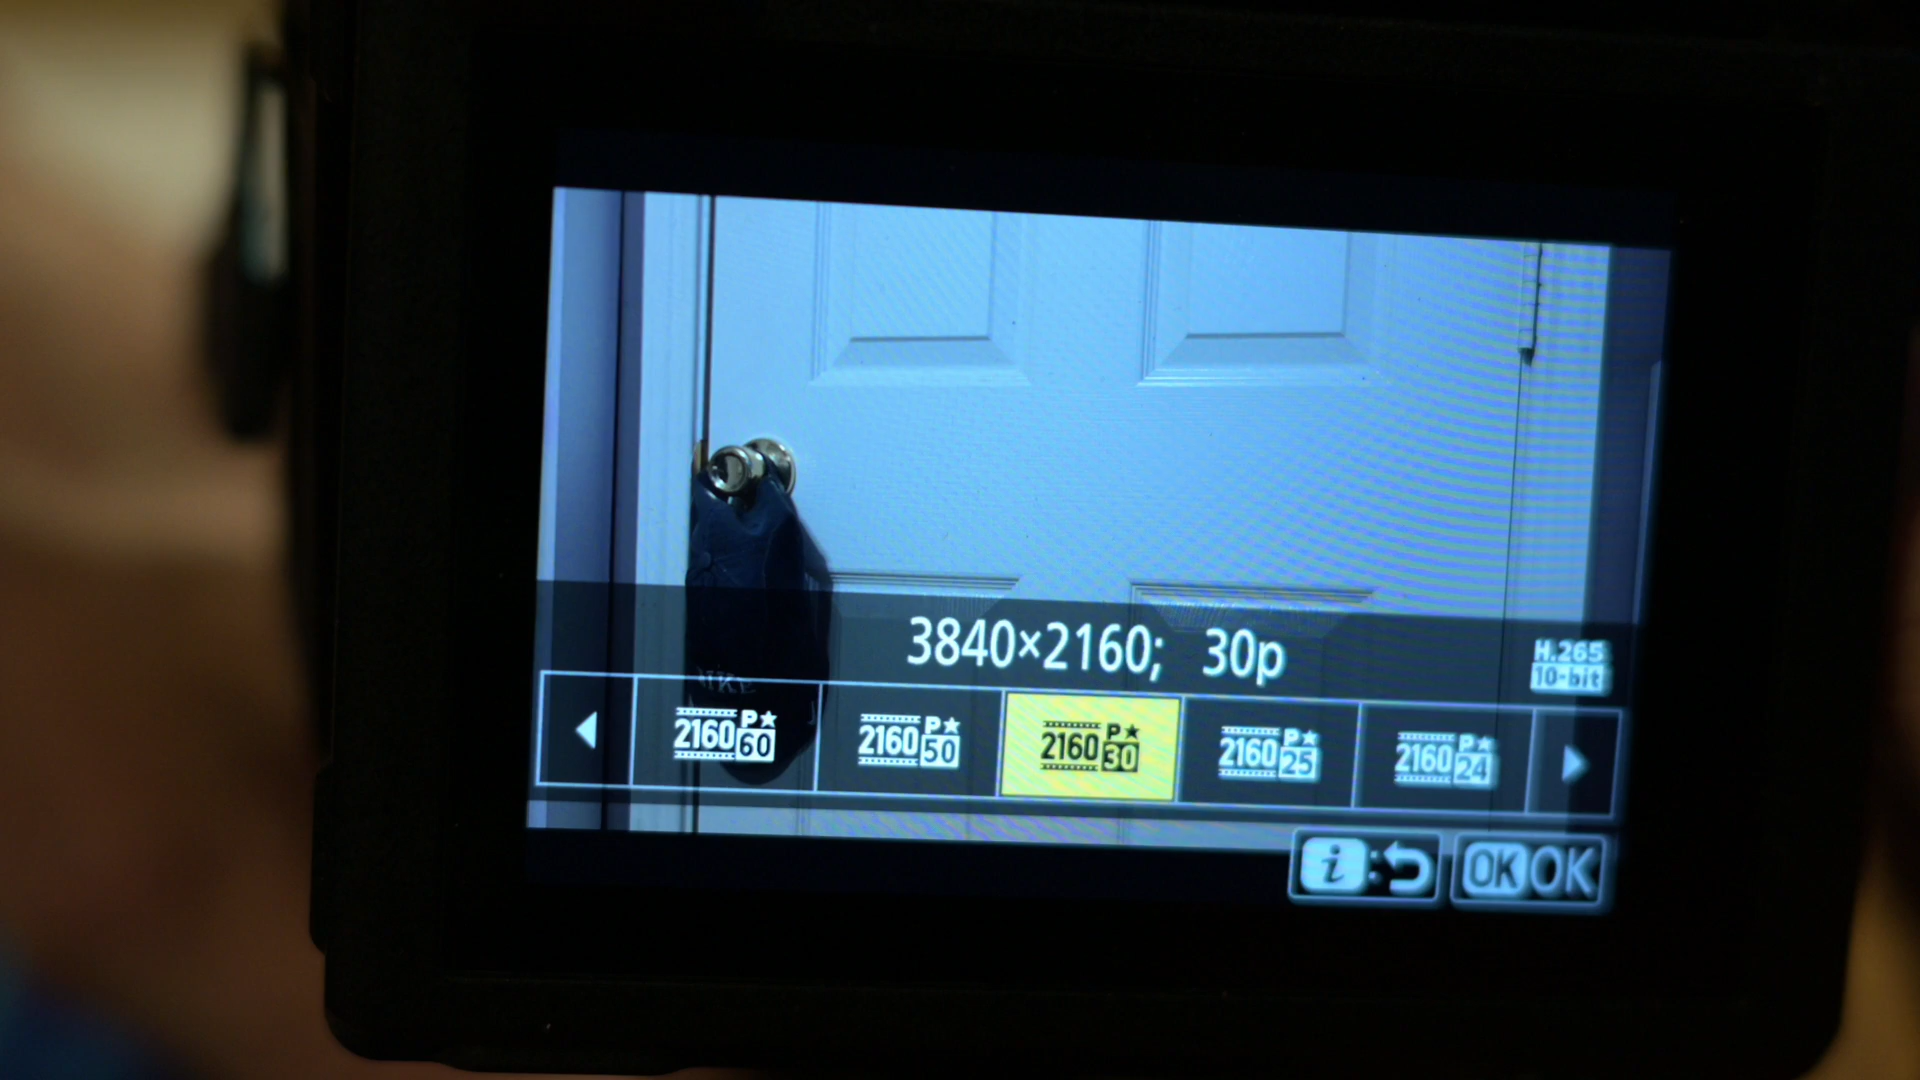 3840×2160; 30p
H.265
10-bit
2160 P★ 60
2160 P★ 50
2160 P★ 30
2160 P★ 25
2160 P★ 24
i: OK OK